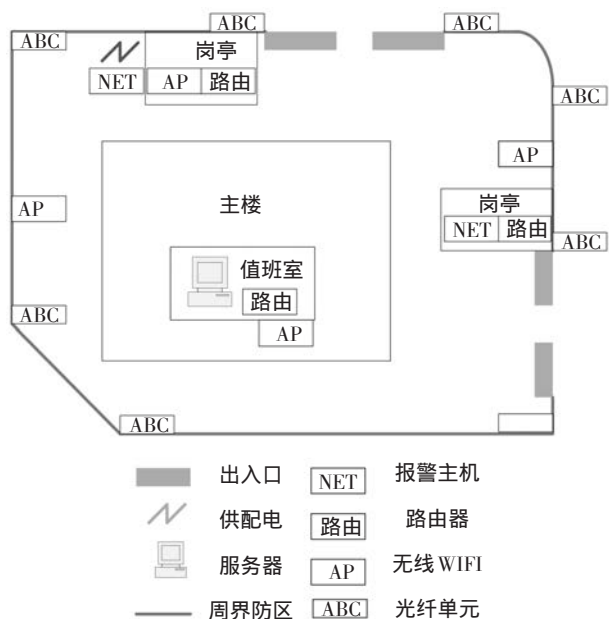 ABC
ABC
ABC
岗亭
NET AP 路由
ABC
AP
主楼
岗亭
AP
NET 路由
ABC
值班室
路由
ABC
AP
ABC
出入口 NET 报警主机
供配电 路由 路由器
服务器 AP 无线WIFI
周界防区 ABC 光纤单元